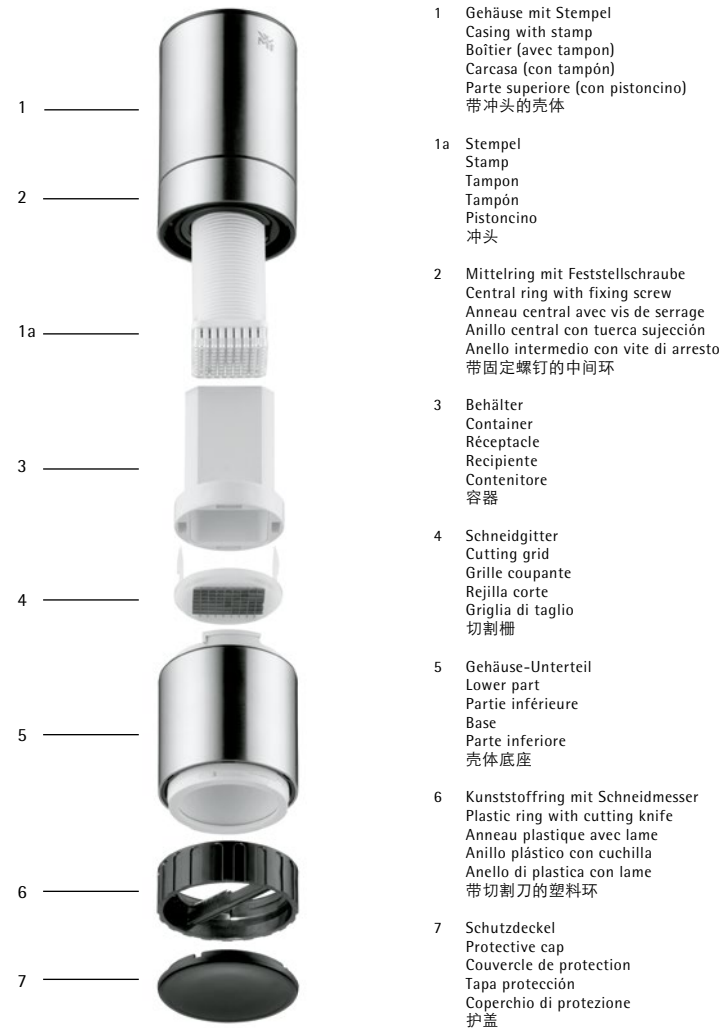 1 Gehäuse mit Stempel
Casing with stamp
Boîtier (avec tampon)
Carcasa (con tampón)
Parte superiore (con pistoncino)
带冲头的壳体
1a Stempel
Stamp
Tampon
Tampón
Pistoncino
冲头
2 Mittelring mit Feststellschraube
Central ring with fixing screw
Anneau central avec vis de serrage
Anillo central con tuerca sujección
Anello intermedio con vite di arresto
带固定螺钉的中间环
3 Behälter
Container
Réceptacle
Recipiente
Contenitore
容器
4 Schneidgitter
Cutting grid
Grille coupante
Rejilla corte
Griglia di taglio
切割栅
5 Gehäuse-Unterteil
Lower part
Partie inférieure
Base
Parte inferiore
壳体底座
6 Kunststoffring mit Schneidmesser
Plastic ring with cutting knife
Anneau plastique avec lame
Anillo plástico con cuchilla
Anello di plastica con lame
带切割刀的塑料环
7 Schutzdeckel
Protective cap
Couvercle de protection
Tapa protección
Coperchio di protezione
护盖
1
2
1a
3
4
5
6
7
WMF